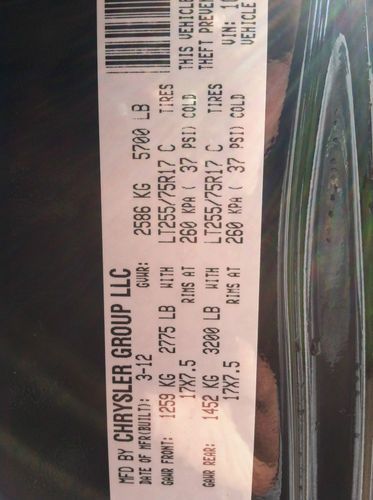 MFD BY CHRYSLER GROUP LLC
DATE OF MFR(BUILT): 3-12 GVWR: 2586 KG 5700 LB
GAWR FRONT: 1259 KG 2775 LB WITH LT255/75R17 C TIRES THIS VEHICLE
17X7.5 RIMS AT 260 KPA ( 37 PSI) COLD THEFT PREVE
GAWR REAR: 1452 KG 3200 LB WITH LT255/75R17 C TIRES VIN:
17X7.5 RIMS AT 260 KPA ( 37 PSI) COLD VEHICLE